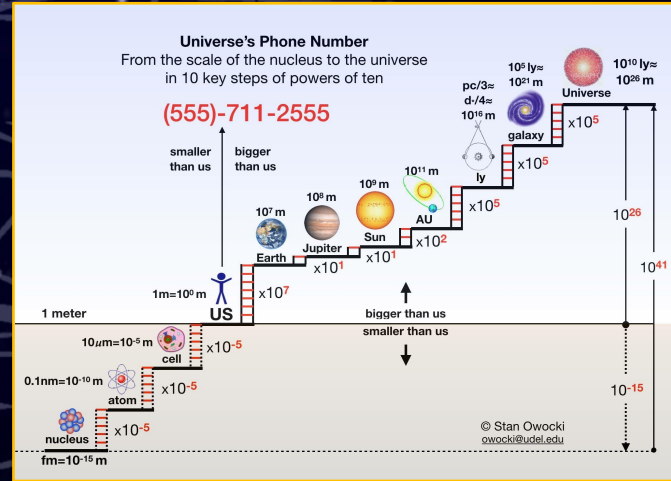 Universe's Phone Number
From the scale of the nucleus to the universe
in 10 key steps of powers of ten
(555)-711-2555
smaller
than us
bigger
than us
10⁵ ly≈
10²¹ m
10¹⁰ ly≈
10²⁶ m
Universe
x10⁵
pc/3≈
d*/4≈
10¹⁶ m
galaxy
x10⁵
ly
x10⁵
10¹¹ m
AU
x10²
10⁹ m
Sun
x10¹
10⁸ m
Jupiter
x10¹
10⁷ m
Earth
x10⁷
1m=10⁰ m
US
1 meter
bigger than us
smaller than us
10²⁶
10⁴¹
10⁻¹⁵
10μm=10⁻⁵ m
cell
x10⁻⁵
0.1nm=10⁻¹⁰ m
atom
x10⁻⁵
nucleus
x10⁻⁵
fm=10⁻¹⁵ m
© Stan Owocki
owocki@udel.edu